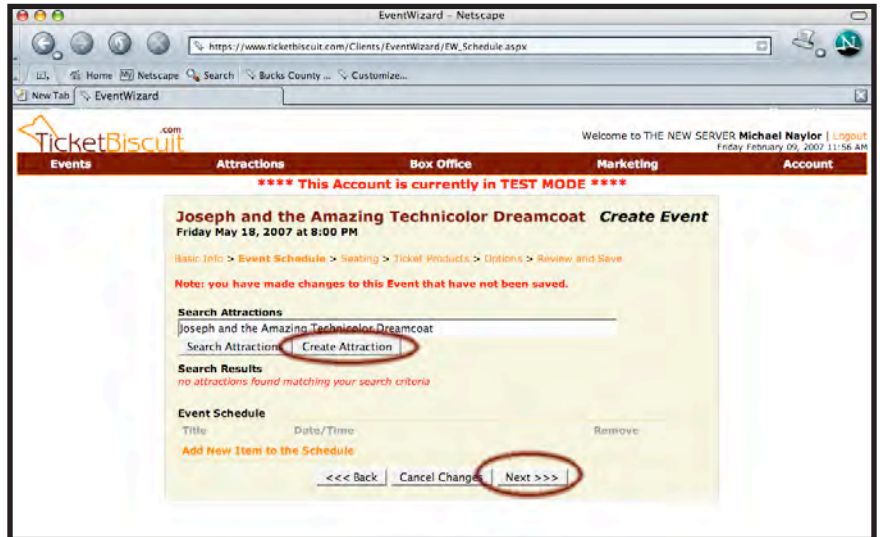 EventWizard – Netscape
https://www.ticketbiscuit.com/Clients/EventWizard/EW_Schedule.aspx
Home Netscape Search Bucks County ... Customize...
New Tab EventWizard
TicketBiscuit.com
Welcome to THE NEW SERVER Michael Naylor | Logout
Friday February 09, 2007 11:56 AM
Events Attractions Box Office Marketing Account
**** This Account is currently in TEST MODE ****
Joseph and the Amazing Technicolor Dreamcoat Create Event
Friday May 18, 2007 at 8:00 PM
Basic Info > Event Schedule > Seating > Ticket Products > Options > Review and Save
Note: you have made changes to this Event that have not been saved.
Search Attractions
Joseph and the Amazing Technicolor Dreamcoat
Search Attractions Create Attraction
Search Results
no attractions found matching your search criteria
Event Schedule
Title Date/Time Remove
Add New Item to the Schedule
<<< Back Cancel Changes Next >>>